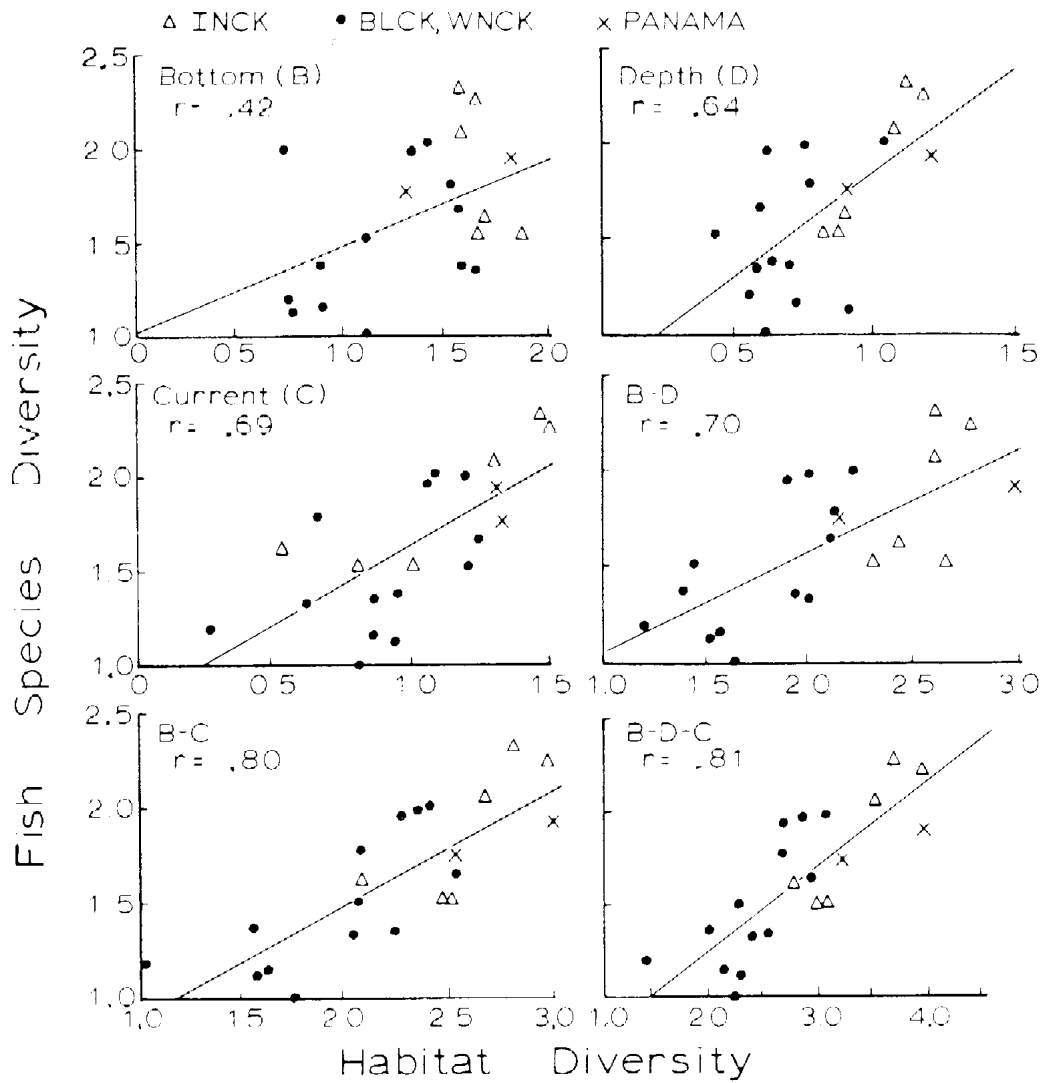 △ INCK ● BLCK, WNCK × PANAMA
Bottom (B)
r= .42
2.5
2.0
1.5
1.0
0 0.5 1.0 1.5 2.0
Depth (D)
r= .64
0.5 1.0 1.5
Current (C)
r= .69
2.5
2.0
1.5
1.0
0 0.5 1.0 1.5
B-D
r= .70
1.0 1.5 2.0 2.5 3.0
B-C
r= .80
2.5
2.0
1.5
1.0
1.0 1.5 2.0 2.5 3.0
B-D-C
r= .81
1.0 2.0 3.0 4.0
Fish Species Diversity
Habitat Diversity